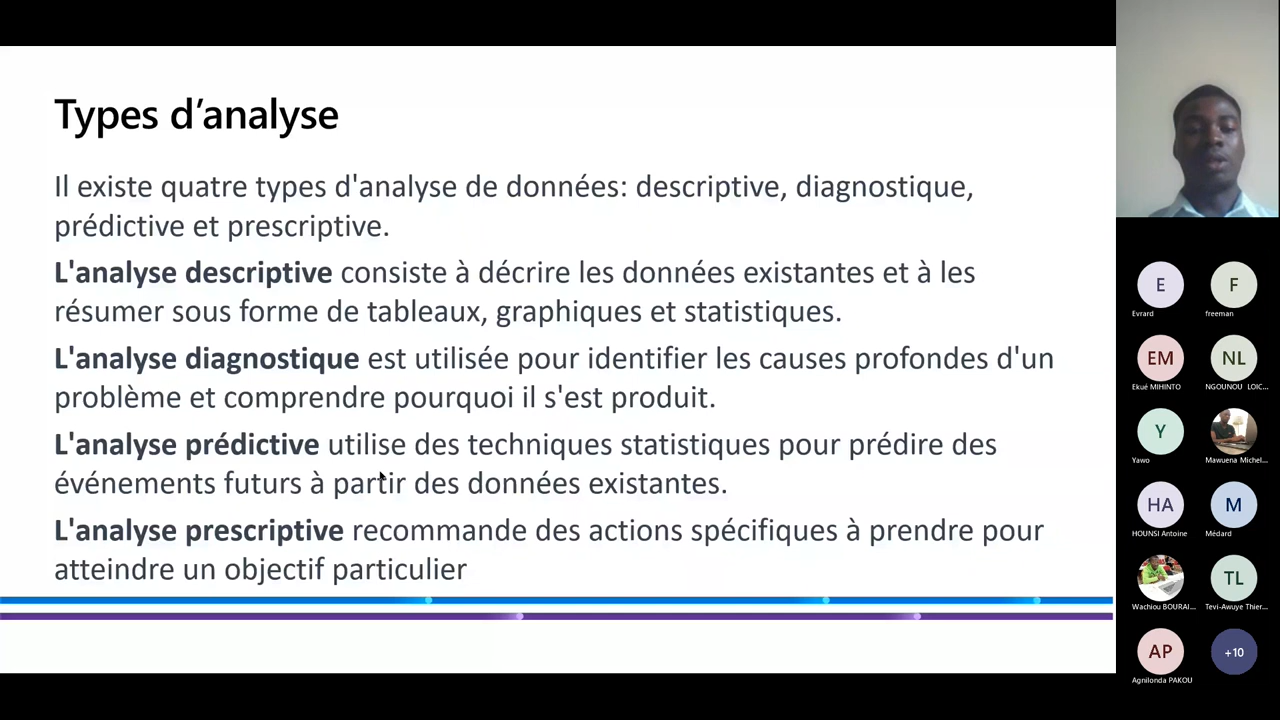 Types d’analyse
Il existe quatre types d'analyse de données: descriptive, diagnostique,
prédictive et prescriptive.
L'analyse descriptive consiste à décrire les données existantes et à les
résumer sous forme de tableaux, graphiques et statistiques.
L'analyse diagnostique est utilisée pour identifier les causes profondes d'un
problème et comprendre pourquoi il s'est produit.
L'analyse prédictive utilise des techniques statistiques pour prédire des
événements futurs à partir des données existantes.
L'analyse prescriptive recommande des actions spécifiques à prendre pour
atteindre un objectif particulier
E F
Evrard freeman
EM NL
Ekué MIHINTO NGOUNOU LOIC...
Y
Yawo Mawuena Michel...
HA M
HOUNSI Antoine Médard
TL
Wachiou BOURAI... Tevi-Awuye Thier...
AP +10
Agnilonda PAKOU